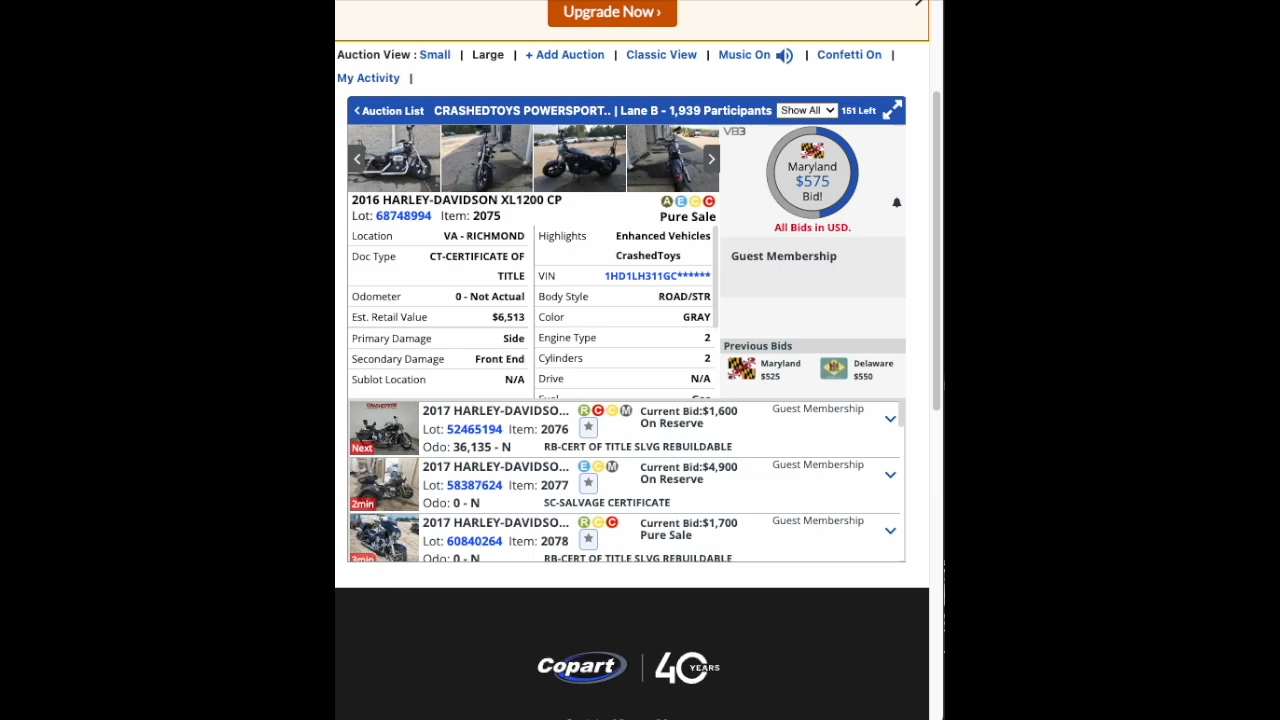 Upgrade Now ›
Auction View : Small | Large | + Add Auction | Classic View | Music On | Confetti On |
My Activity |
Auction List CRASHEDTOYS POWERSPORT.. | Lane B - 1,939 Participants Show All 151 Left
VB3
2016 HARLEY-DAVIDSON XL1200 CP A E C C
Lot: 68748994 Item: 2075 Pure Sale
Location VA - RICHMOND
Doc Type CT-CERTIFICATE OF
TITLE
Odometer 0 - Not Actual
Est. Retail Value $6,513
Primary Damage Side
Secondary Damage Front End
Sublot Location N/A
Highlights Enhanced Vehicles
CrashedToys
VIN 1HD1LH311GC******
Body Style ROAD/STR
Color GRAY
Engine Type 2
Cylinders 2
Drive N/A
Maryland
$575
Bid!
All Bids in USD.
Guest Membership
Previous Bids
Maryland
$525
Delaware
$550
2017 HARLEY-DAVIDSO... R C C M Current Bid:$1,600 Guest Membership
Lot: 52465194 Item: 2076 On Reserve
Next Odo: 36,135 - N RB-CERT OF TITLE SLVG REBUILDABLE
2017 HARLEY-DAVIDSO... E C M Current Bid:$4,900 Guest Membership
Lot: 58387624 Item: 2077 On Reserve
2min Odo: 0 - N SC-SALVAGE CERTIFICATE
2017 HARLEY-DAVIDSO... R C C Current Bid:$1,700 Guest Membership
Lot: 60840264 Item: 2078 Pure Sale
3min Odo: 0 - N RB-CERT OF TITLE SLVG REBUILDABLE
Copart 40 YEARS